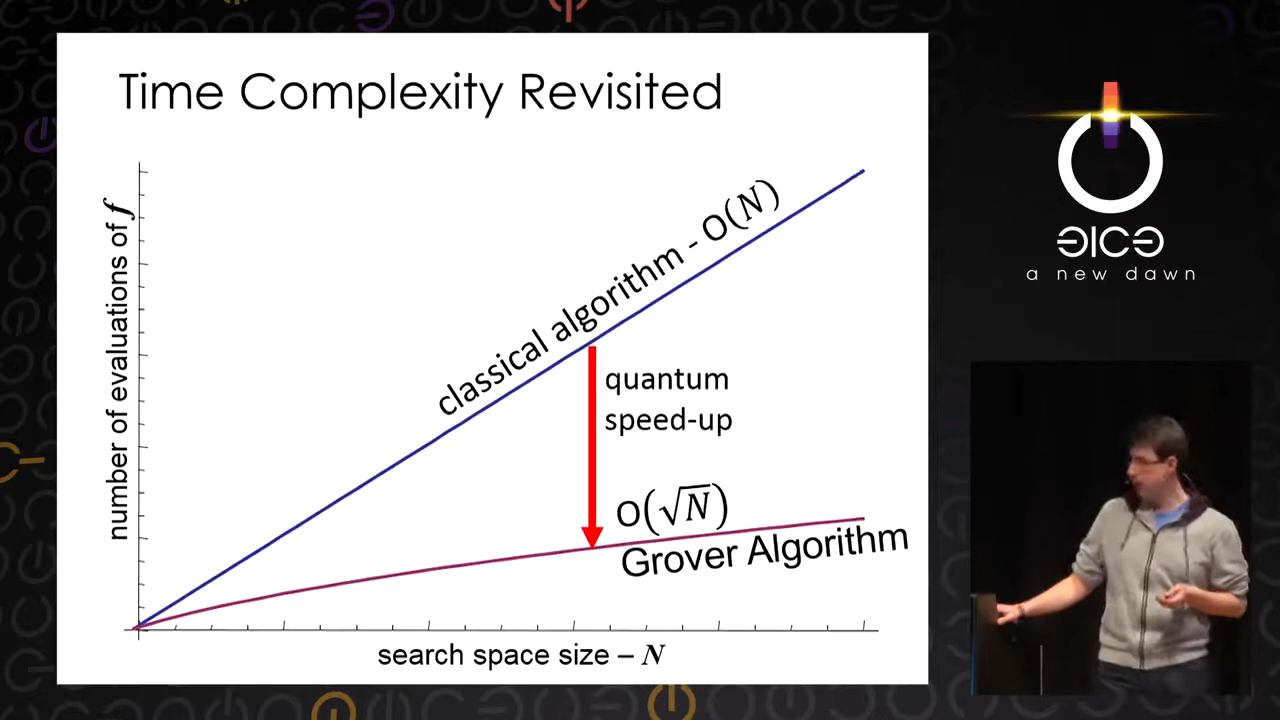 Time Complexity Revisited
number of evaluations of f
classical algorithm - O(N)
quantum
speed-up
O(√N)
Grover Algorithm
search space size – N
ӘICӘ
a new dawn